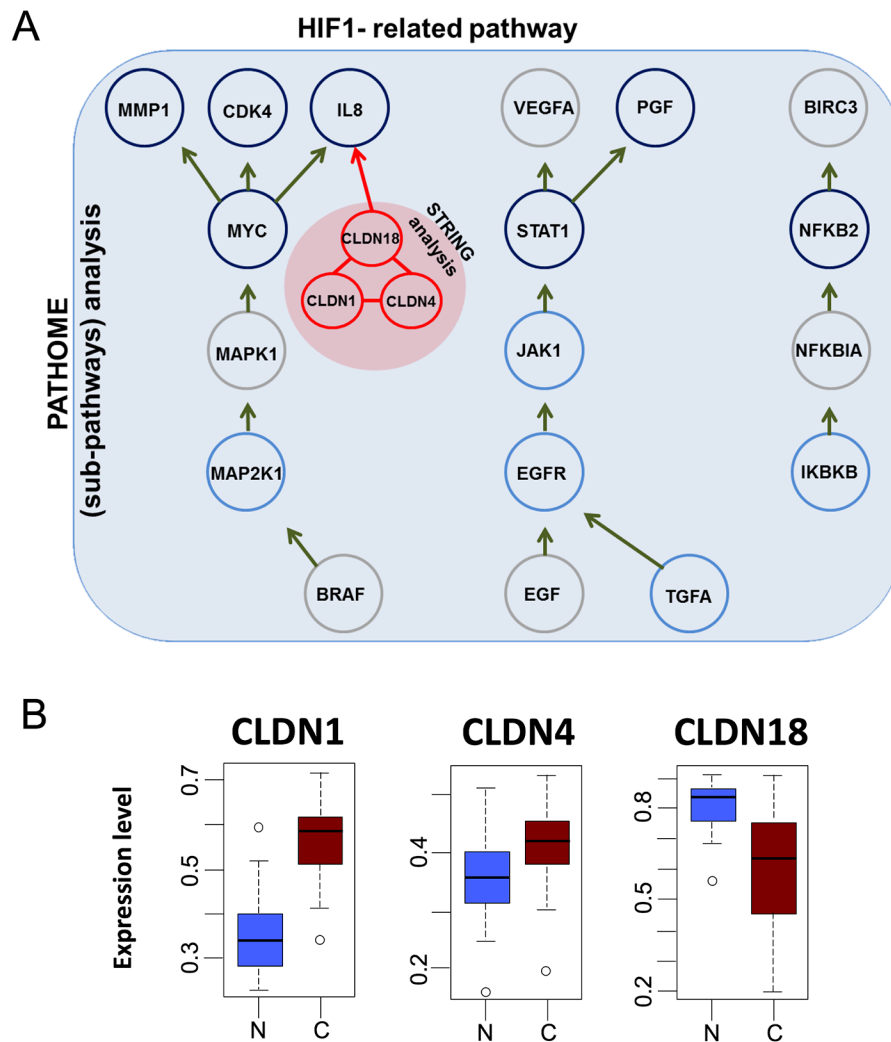 A
HIF1- related pathway
PATHOME
(sub-pathways) analysis
MMP1
CDK4
IL8
VEGFA
PGF
BIRC3
MYC
CLDN18
STRING
analysis
STAT1
NFKB2
CLDN1
CLDN4
MAPK1
JAK1
NFKBIA
MAP2K1
EGFR
IKBKB
BRAF
EGF
TGFA
B
CLDN1
CLDN4
CLDN18
Expression level
0.7
0.5
0.3
N
C
0.4
0.2
N
C
0.8
0.5
0.2
N
C